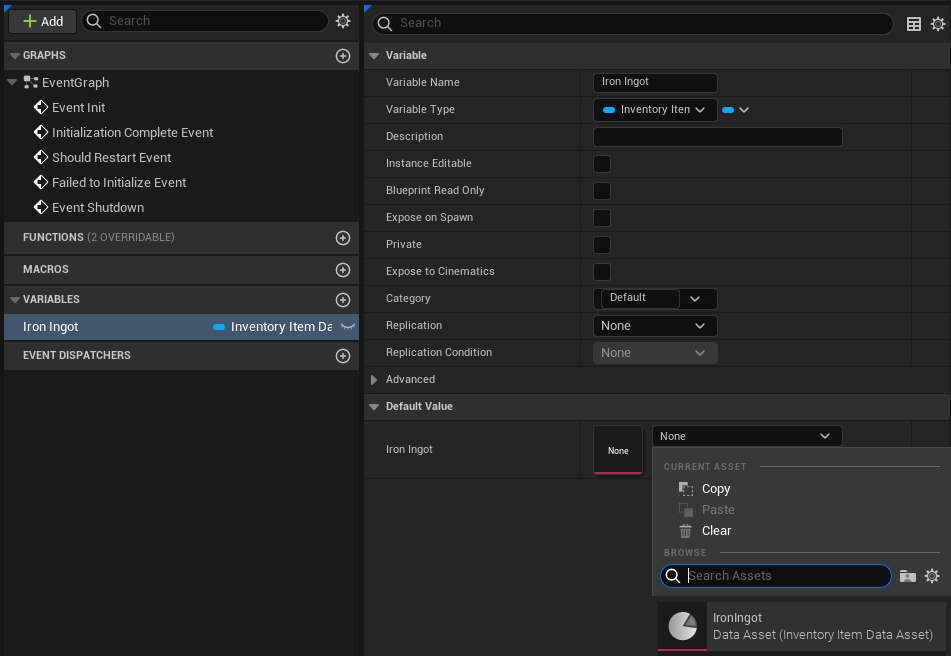 Add
Search
GRAPHS
EventGraph
Event Init
Initialization Complete Event
Should Restart Event
Failed to Initialize Event
Event Shutdown
FUNCTIONS (2 OVERRIDABLE)
MACROS
VARIABLES
Iron Ingot Inventory Item Da
EVENT DISPATCHERS
Search
Variable
Variable Name Iron Ingot
Variable Type Inventory Iten
Description
Instance Editable
Blueprint Read Only
Expose on Spawn
Private
Expose to Cinematics
Category Default
Replication None
Replication Condition None
Advanced
Default Value
Iron Ingot None None
CURRENT ASSET
Copy
Paste
Clear
BROWSE
Search Assets
IronIngot
Data Asset (Inventory Item Data Asset)